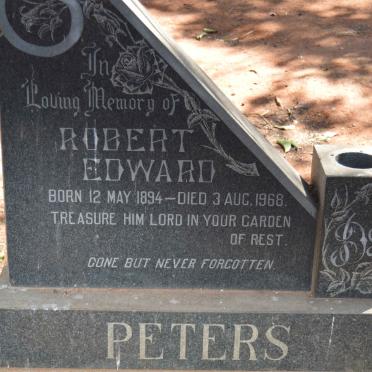 In
Loving Memory of
ROBERT
EDWARD
BORN 12 MAY 1894 — DIED 3 AUG. 1968.
TREASURE HIM LORD IN YOUR GARDEN
OF REST.
GONE BUT NEVER FORGOTTEN.
PETERS